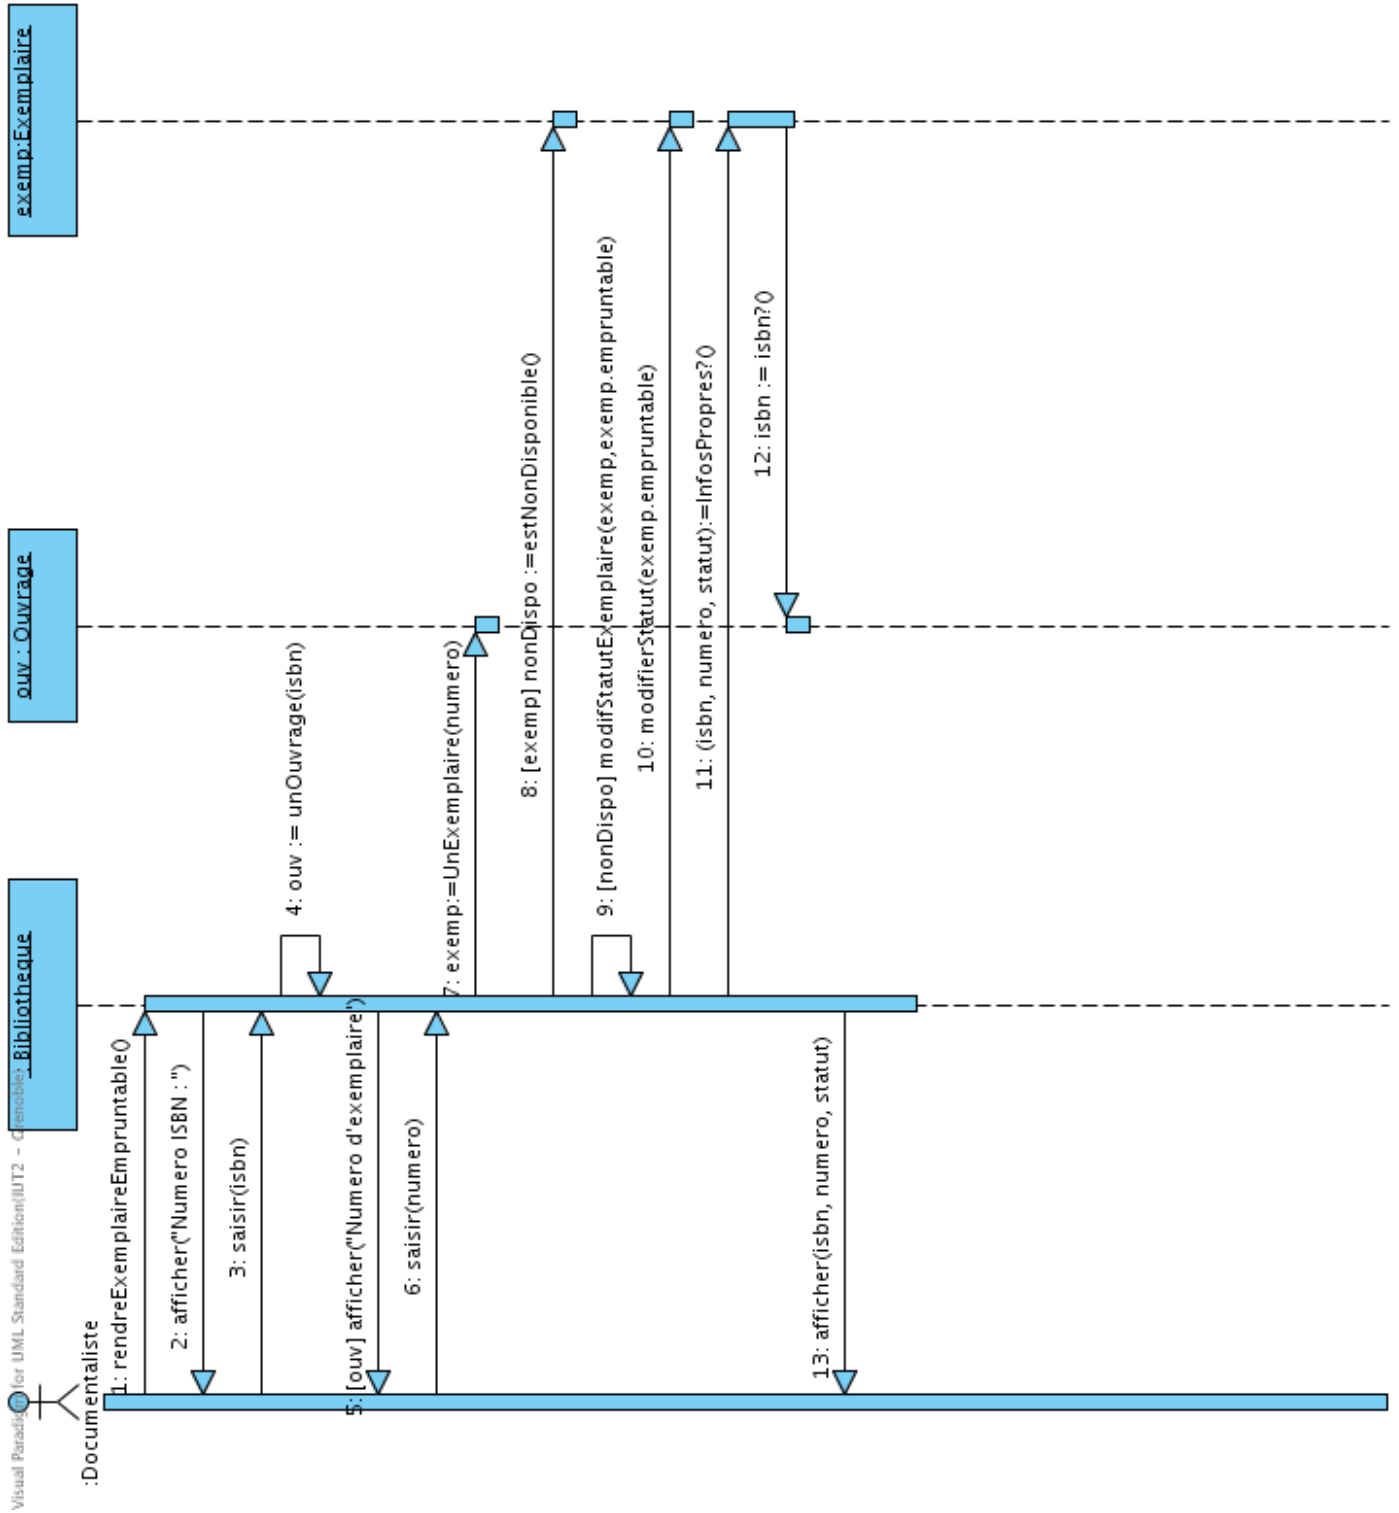 Visual Paradigm for UML Standard Edition(IUT2 - Grenoble)
:Documentaliste
: Bibliotheque
ouv : Ouvrage
exemp:Exemplaire
1: rendreExemplaireEmpruntable()
2: afficher("Numero ISBN : ")
3: saisir(isbn)
4: ouv := unOuvrage(isbn)
5: [ouv] afficher("Numero d'exemplaire")
6: saisir(numero)
7: exemp:=UnExemplaire(numero)
8: [exemp] nonDispo :=estNonDisponible()
9: [nonDispo] modifStatutExemplaire(exemp,exemp.empruntable)
10: modifierStatut(exemp.empruntable)
11: (isbn, numero, statut):=InfosPropres?()
12: isbn := isbn?()
13: afficher(isbn, numero, statut)